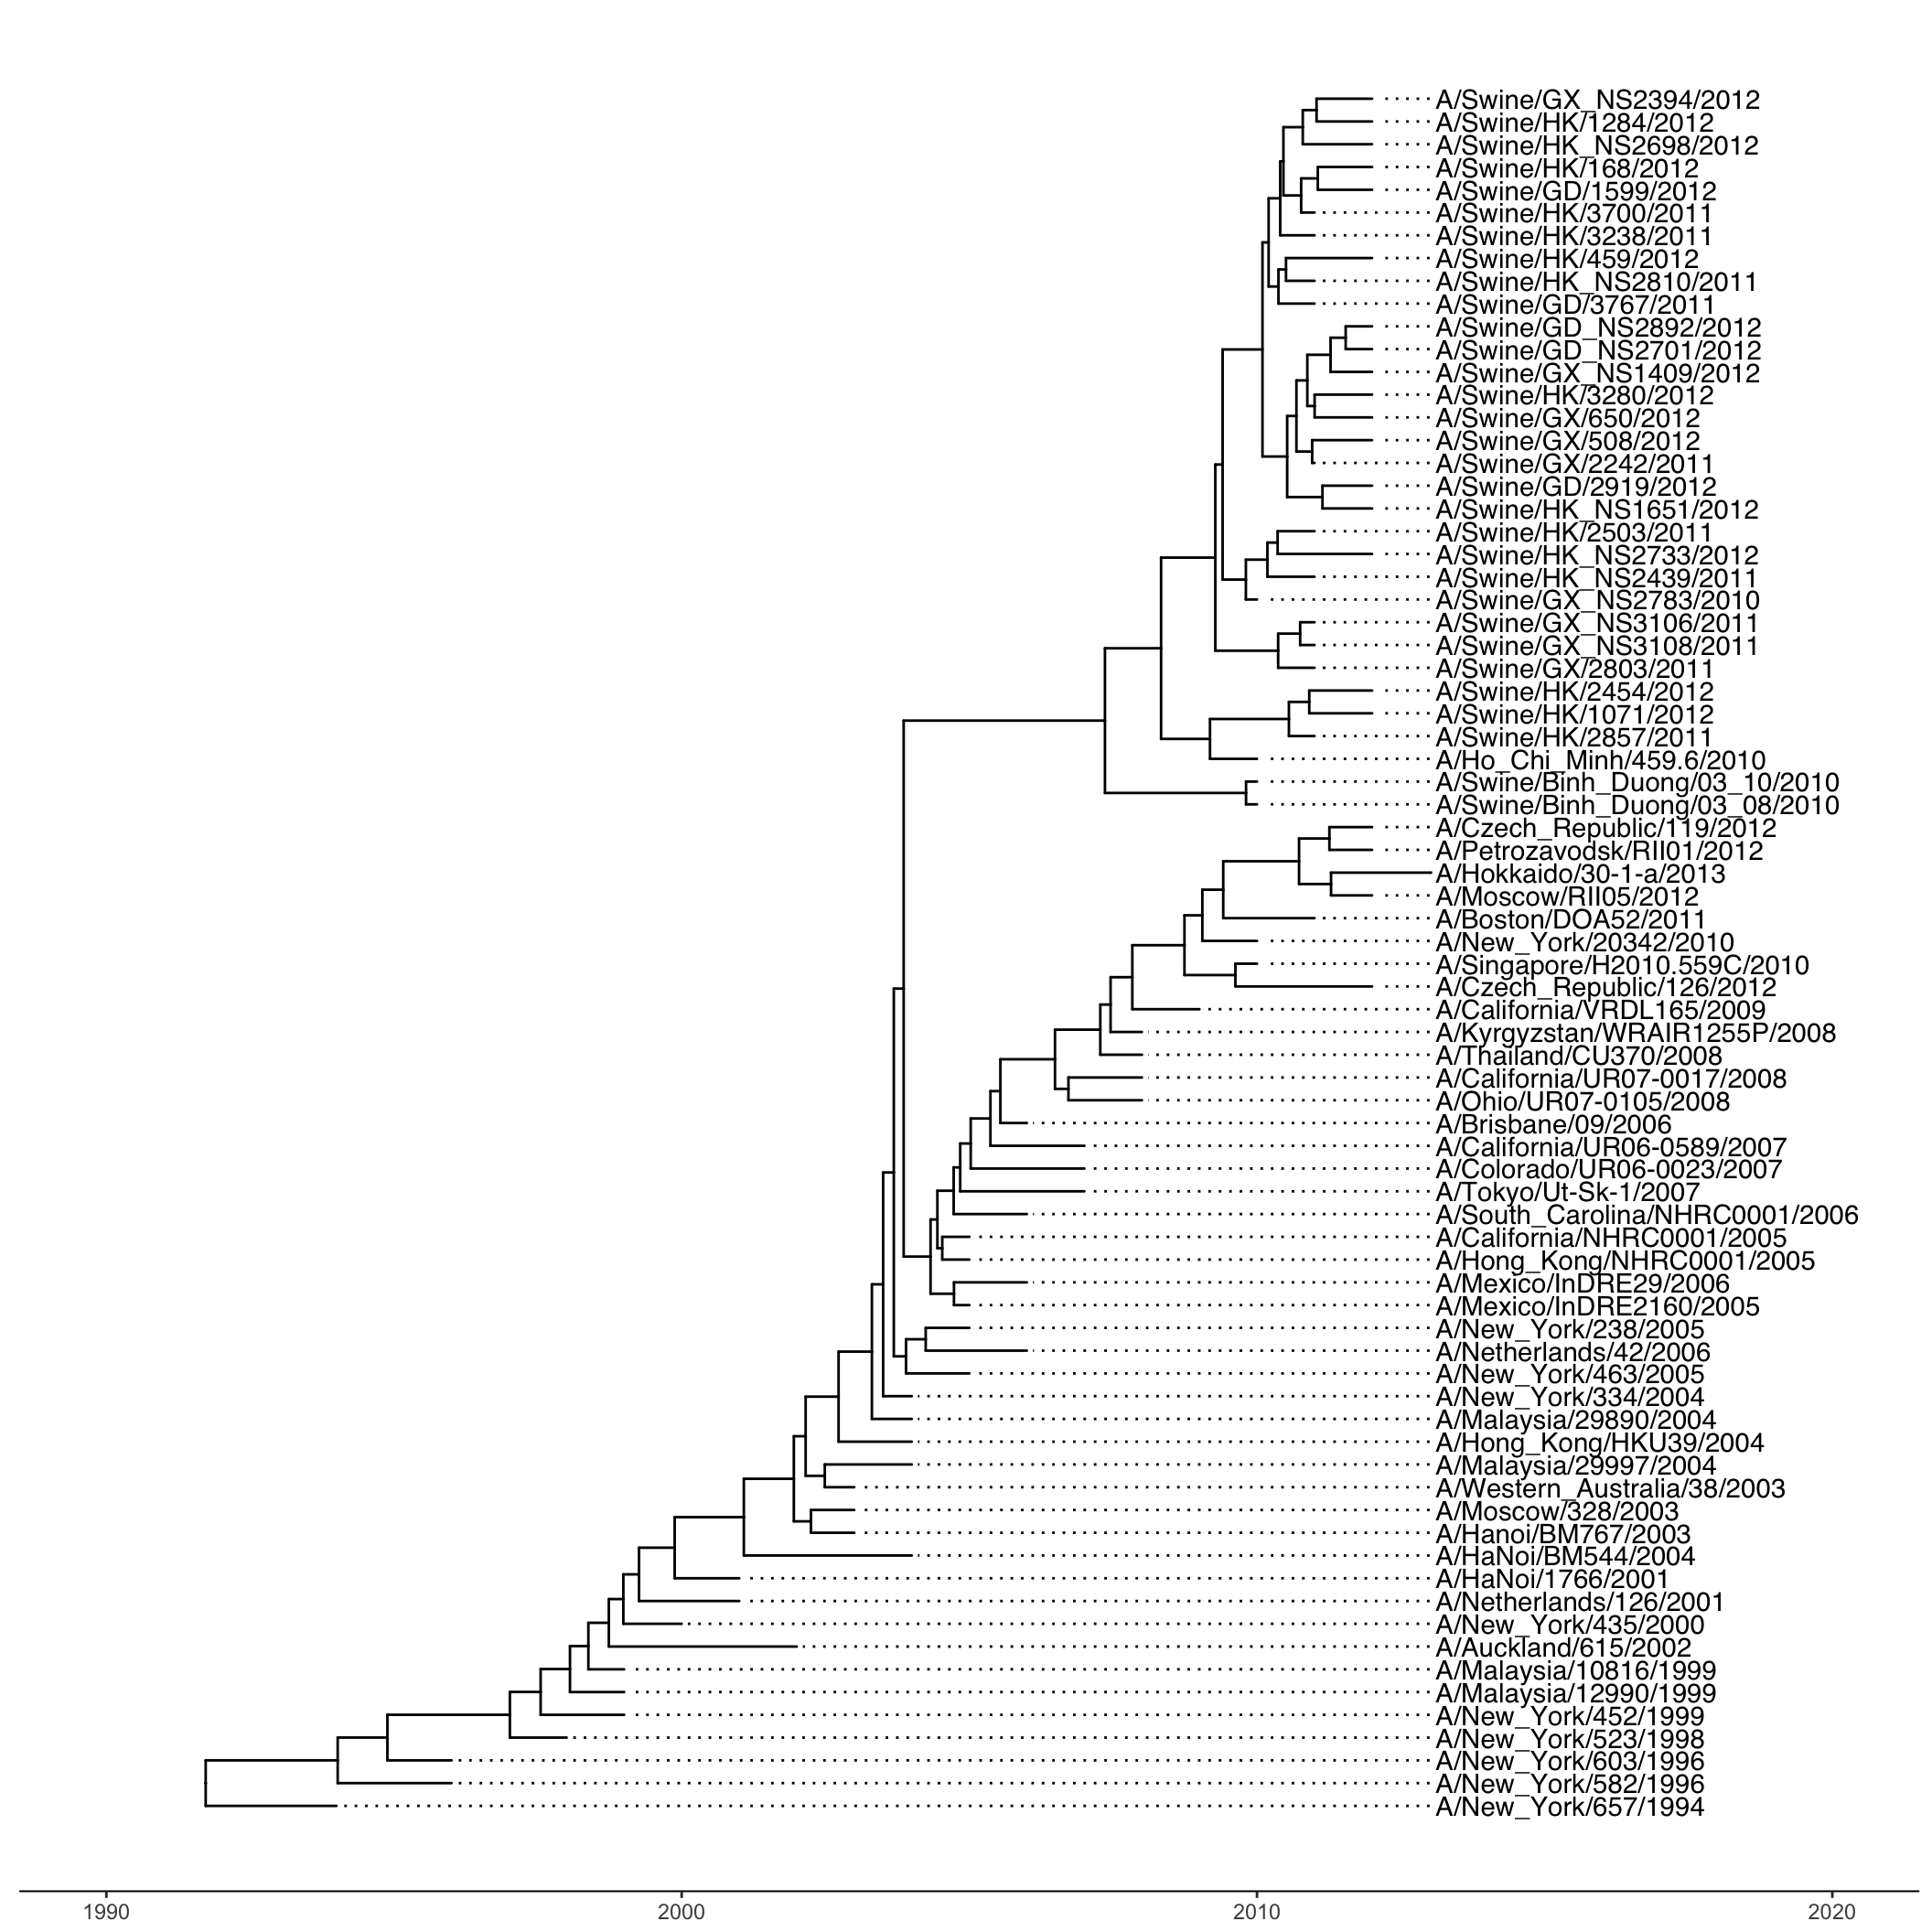 A/Swine/GX_NS2394/2012
A/Swine/HK/1284/2012
A/Swine/HK_NS2698/2012
A/Swine/HK/168/2012
A/Swine/GD/1599/2012
A/Swine/HK/3700/2011
A/Swine/HK/3238/2011
A/Swine/HK/459/2012
A/Swine/HK_NS2810/2011
A/Swine/GD/3767/2011
A/Swine/GD_NS2892/2012
A/Swine/GD_NS2701/2012
A/Swine/GX_NS1409/2012
A/Swine/HK/3280/2012
A/Swine/GX/650/2012
A/Swine/GX/508/2012
A/Swine/GX/2242/2011
A/Swine/GD/2919/2012
A/Swine/HK_NS1651/2012
A/Swine/HK/2503/2011
A/Swine/HK_NS2733/2012
A/Swine/HK_NS2439/2011
A/Swine/GX_NS2783/2010
A/Swine/GX_NS3106/2011
A/Swine/GX_NS3108/2011
A/Swine/GX/2803/2011
A/Swine/HK/2454/2012
A/Swine/HK/1071/2012
A/Swine/HK/2857/2011
A/Ho_Chi_Minh/459.6/2010
A/Swine/Binh_Duong/03_10/2010
A/Swine/Binh_Duong/03_08/2010
A/Czech_Republic/119/2012
A/Petrozavodsk/RII01/2012
A/Hokkaido/30-1-a/2013
A/Moscow/RII05/2012
A/Boston/DOA52/2011
A/New_York/20342/2010
A/Singapore/H2010.559C/2010
A/Czech_Republic/126/2012
A/California/VRDL165/2009
A/Kyrgyzstan/WRAIR1255P/2008
A/Thailand/CU370/2008
A/California/UR07-0017/2008
A/Ohio/UR07-0105/2008
A/Brisbane/09/2006
A/California/UR06-0589/2007
A/Colorado/UR06-0023/2007
A/Tokyo/Ut-Sk-1/2007
A/South_Carolina/NHRC0001/2006
A/California/NHRC0001/2005
A/Hong_Kong/NHRC0001/2005
A/Mexico/InDRE29/2006
A/Mexico/InDRE2160/2005
A/New_York/238/2005
A/Netherlands/42/2006
A/New_York/463/2005
A/New_York/334/2004
A/Malaysia/29890/2004
A/Hong_Kong/HKU39/2004
A/Malaysia/29997/2004
A/Western_Australia/38/2003
A/Moscow/328/2003
A/Hanoi/BM767/2003
A/HaNoi/BM544/2004
A/HaNoi/1766/2001
A/Netherlands/126/2001
A/New_York/435/2000
A/Auckland/615/2002
A/Malaysia/10816/1999
A/Malaysia/12990/1999
A/New_York/452/1999
A/New_York/523/1998
A/New_York/603/1996
A/New_York/582/1996
A/New_York/657/1994
1990 2000 2010 2020